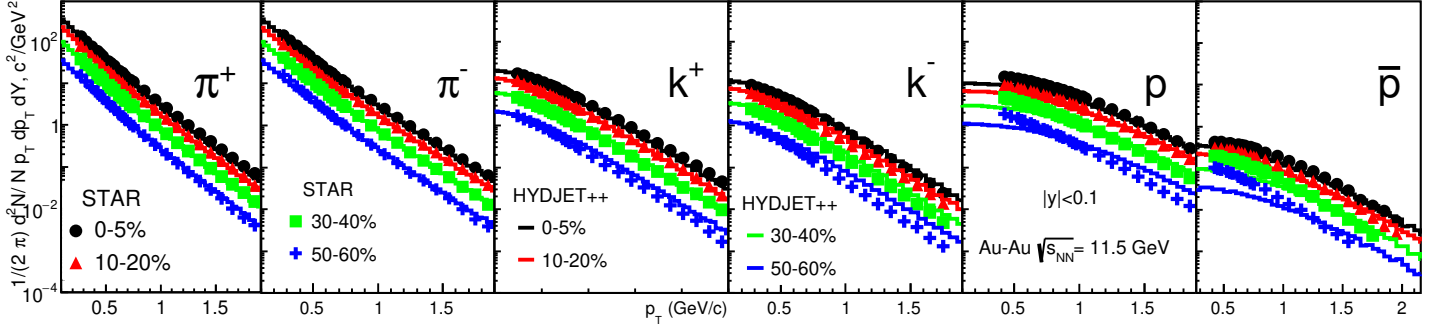 1/(2 π) d²N/ N p_T dp_T dY, c²/GeV²
10²
1
10⁻²
10⁻⁴
π⁺
STAR
0-5%
10-20%
0.5 1 1.5
π⁻
STAR
30-40%
50-60%
0.5 1 1.5
k⁺
HYDJET++
0-5%
10-20%
p_T (GeV/c)
k⁻
HYDJET++
30-40%
50-60%
0.5 1 1.5
p
|y|<0.1
Au-Au √s_NN = 11.5 GeV
0.5 1 1.5
p̅
0.5 1 1.5 2